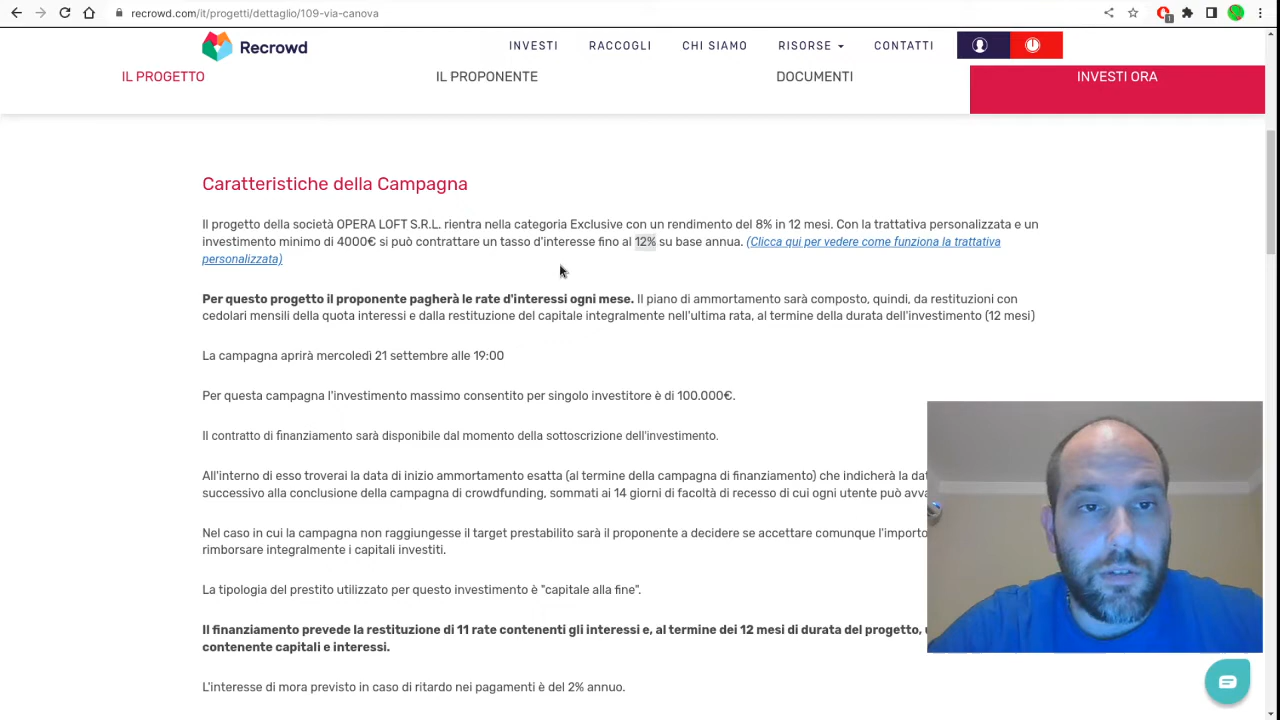 recrowd.com/it/progetti/dettaglio/109-via-canova
1
Recrowd
INVESTI
RACCOGLI
CHI SIAMO
RISORSE
CONTATTI
IL PROGETTO
IL PROPONENTE
DOCUMENTI
INVESTI ORA
Caratteristiche della Campagna
Il progetto della società OPERA LOFT S.R.L. rientra nella categoria Exclusive con un rendimento del 8% in 12 mesi. Con la trattativa personalizzata e un
investimento minimo di 4000€ si può contrattare un tasso d'interesse fino al 12% su base annua. (Clicca qui per vedere come funziona la trattativa
personalizzata)
Per questo progetto il proponente pagherà le rate d'interessi ogni mese. Il piano di ammortamento sarà composto, quindi, da restituzioni con
cedolari mensili della quota interessi e dalla restituzione del capitale integralmente nell'ultima rata, al termine della durata dell'investimento (12 mesi)
La campagna aprirà mercoledì 21 settembre alle 19:00
Per questa campagna l'investimento massimo consentito per singolo investitore è di 100.000€.
Il contratto di finanziamento sarà disponibile dal momento della sottoscrizione dell'investimento.
All'interno di esso troverai la data di inizio ammortamento esatta (al termine della campagna di finanziamento) che indicherà la
successivo alla conclusione della campagna di crowdfunding, sommati ai 14 giorni di facoltà di recesso di cui ogni utente può
Nel caso in cui la campagna non raggiungesse il target prestabilito sarà il proponente a decidere se accettare comunque l'importo
rimborsare integralmente i capitali investiti.
La tipologia del prestito utilizzato per questo investimento è "capitale alla fine".
Il finanziamento prevede la restituzione di 11 rate contenenti gli interessi e, al termine dei 12 mesi di durata del progetto,
contenente capitali e interessi.
L'interesse di mora previsto in caso di ritardo nei pagamenti è del 2% annuo.